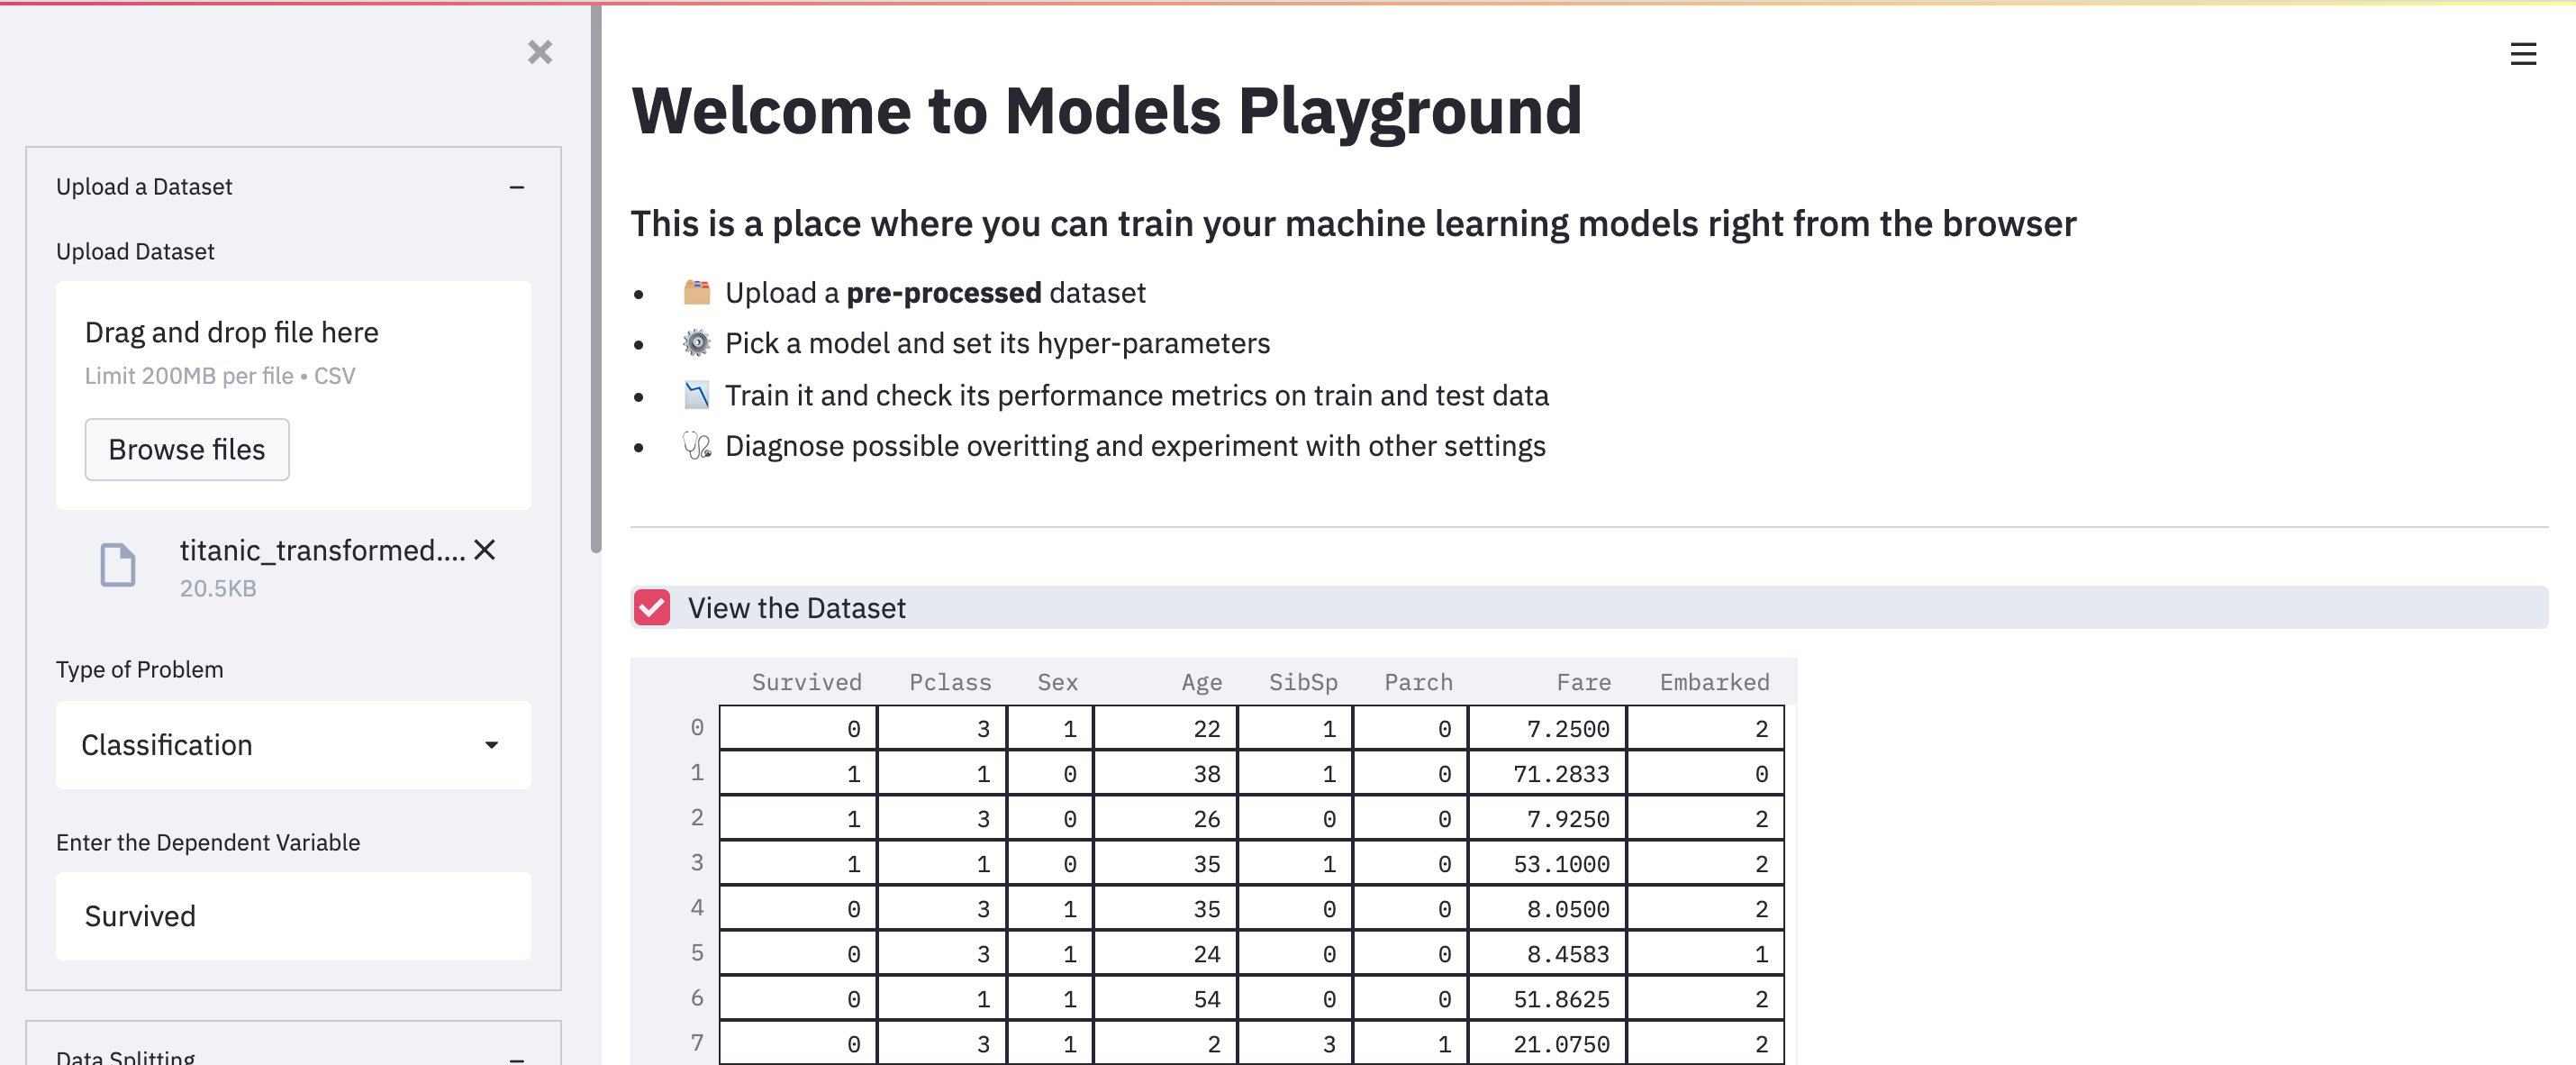 Upload a Dataset
Upload Dataset
Drag and drop file here
Limit 200MB per file • CSV
Browse files
titanic_transformed....
20.5KB
Type of Problem
Classification
Enter the Dependent Variable
Survived
Data Splitting
Welcome to Models Playground
This is a place where you can train your machine learning models right from the browser
• Upload a pre-processed dataset
• Pick a model and set its hyper-parameters
• Train it and check its performance metrics on train and test data
• Diagnose possible overitting and experiment with other settings
View the Dataset
Survived Pclass Sex Age SibSp Parch Fare Embarked
0 0 3 1 22 1 0 7.2500 2
1 1 1 0 38 1 0 71.2833 0
2 1 3 0 26 0 0 7.9250 2
3 1 1 0 35 1 0 53.1000 2
4 0 3 1 35 0 0 8.0500 2
5 0 3 1 24 0 0 8.4583 1
6 0 1 1 54 0 0 51.8625 2
7 0 3 1 2 3 1 21.0750 2